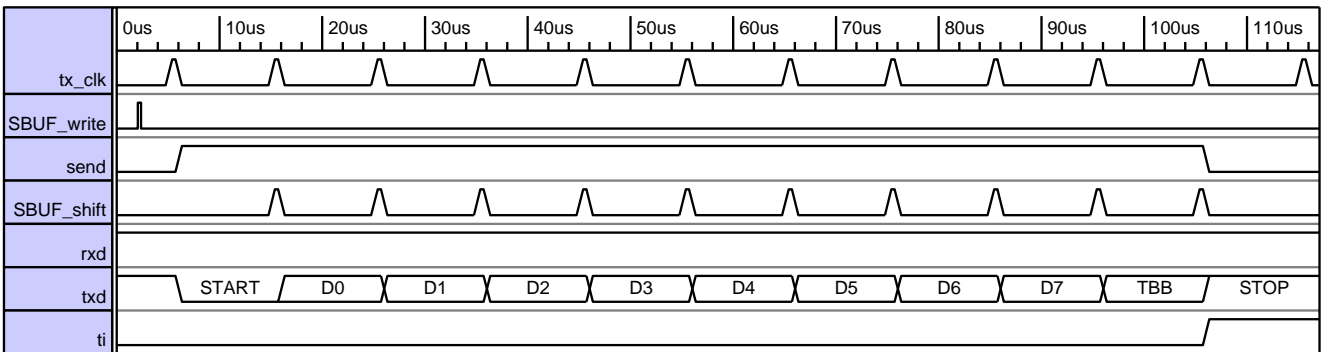 0us 10us 20us 30us 40us 50us 60us 70us 80us 90us 100us 110us
tx_clk
SBUF_write
send
SBUF_shift
rxd
txd START D0 D1 D2 D3 D4 D5 D6 D7 TBB STOP
ti